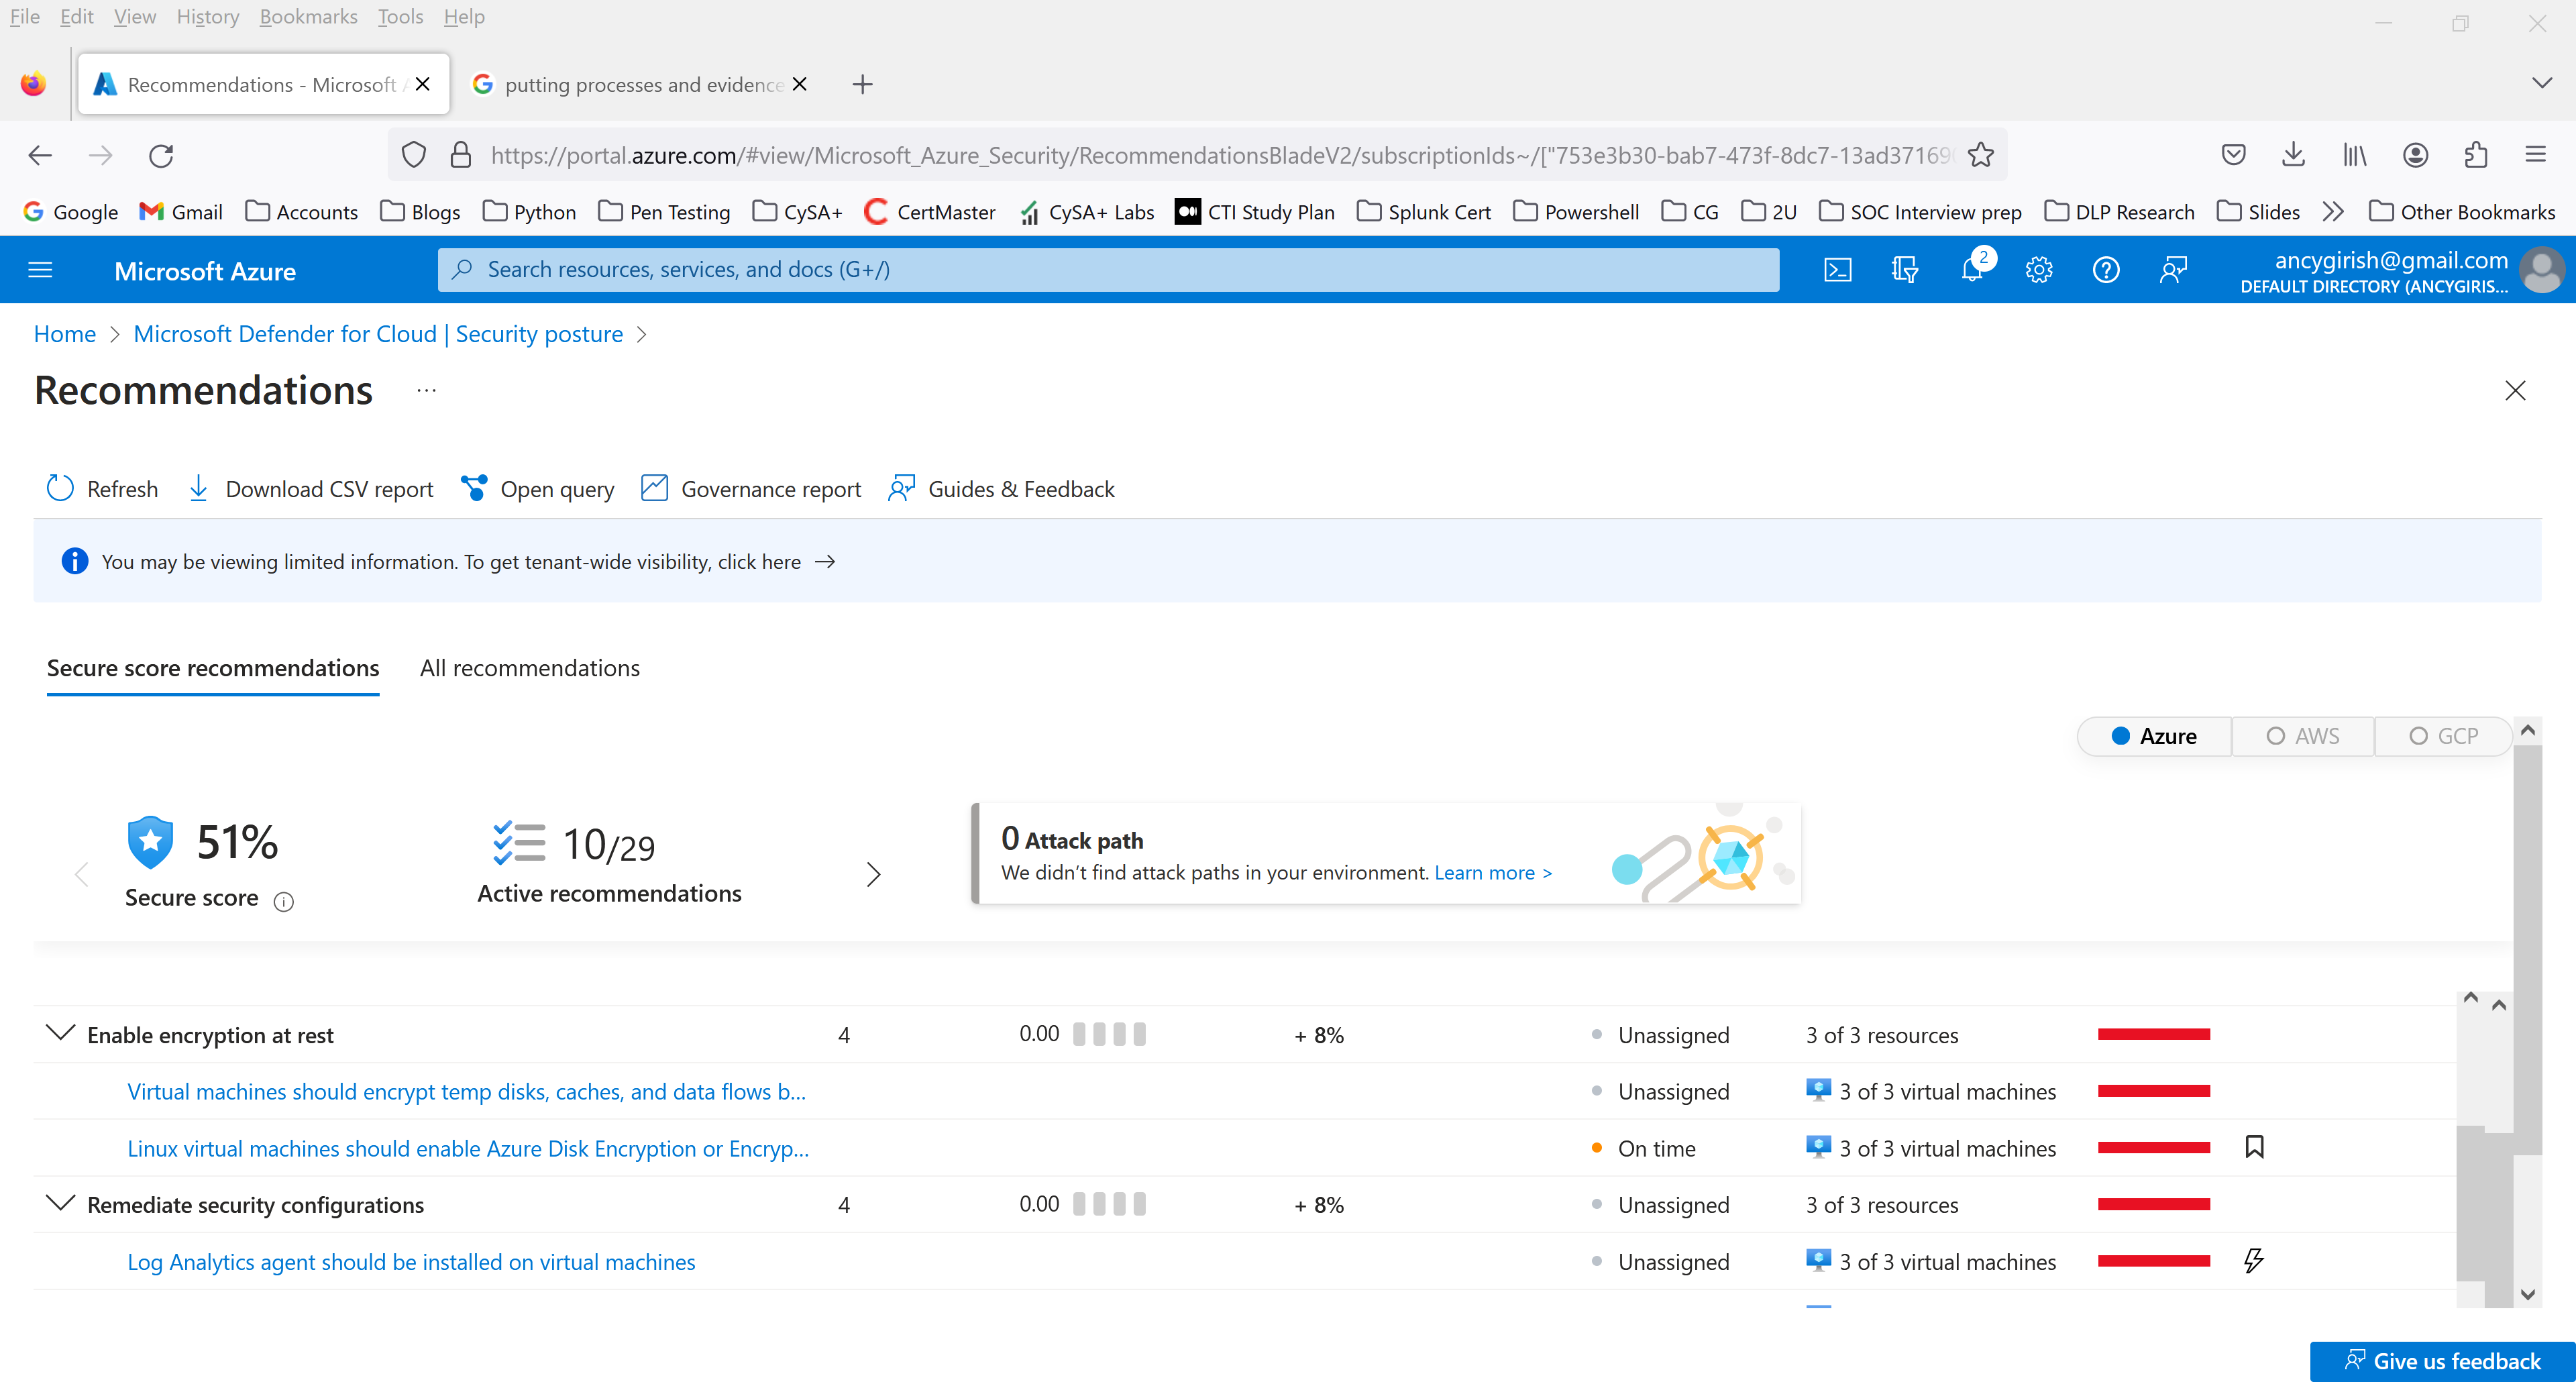 File Edit View History Bookmarks Tools Help
Recommendations - Microsoft putting processes and evidence
https://portal.azure.com/#view/Microsoft_Azure_Security/RecommendationsBladeV2/subscriptionIds~/["753e3b30-bab7-473f-8dc7-13ad37169
Google Gmail Accounts Blogs Python Pen Testing CySA+ CertMaster CySA+ Labs CTI Study Plan Splunk Cert Powershell CG 2U SOC Interview prep DLP Research Slides Other Bookmarks
Microsoft Azure Search resources, services, and docs (G+/) 2 ancygirish@gmail.com
DEFAULT DIRECTORY (ANCYGIRIS...
Home > Microsoft Defender for Cloud | Security posture >
Recommendations ...
Refresh Download CSV report Open query Governance report Guides & Feedback
You may be viewing limited information. To get tenant-wide visibility, click here →
Secure score recommendations All recommendations
Azure AWS GCP
51% 10/29 0 Attack path
Secure score Active recommendations We didn't find attack paths in your environment. Learn more >
Enable encryption at rest 4 0.00 + 8% Unassigned 3 of 3 resources
Virtual machines should encrypt temp disks, caches, and data flows b... Unassigned 3 of 3 virtual machines
Linux virtual machines should enable Azure Disk Encryption or Encryp... On time 3 of 3 virtual machines
Remediate security configurations 4 0.00 + 8% Unassigned 3 of 3 resources
Log Analytics agent should be installed on virtual machines Unassigned 3 of 3 virtual machines
Give us feedback